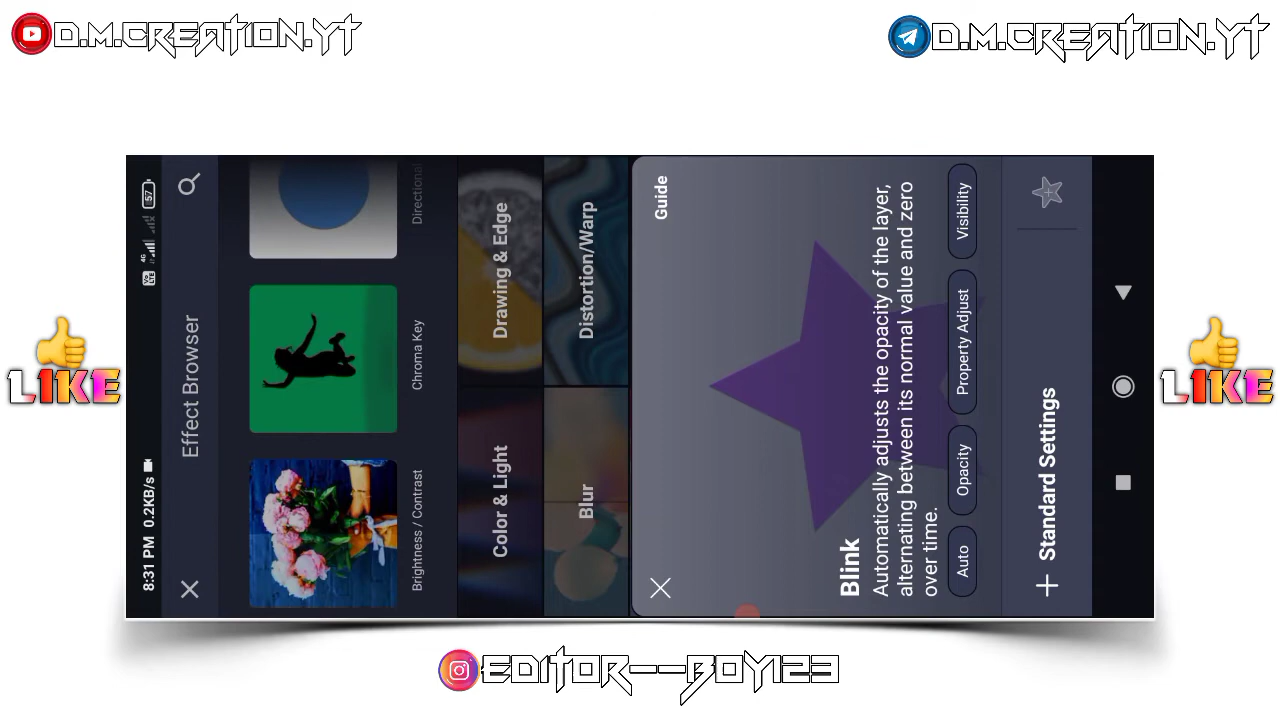 D.M.CREATION.YT
D.M.CREATION.YT
LIKE
LIKE
8:31 PM 0.2KB/s
4G
57
Effect Browser
Brightness / Contrast
Chroma Key
Directional
Color & Light
Drawing & Edge
Blur
Distortion/Warp
Guide
Blink
Automatically adjusts the opacity of the layer,
alternating between its normal value and zero
over time.
Auto
Opacity
Property Adjust
Visibility
+ Standard Settings
EDITOR--BOY123